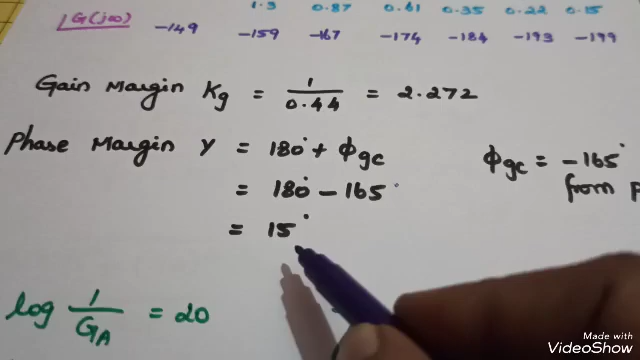 1.3 0.87 0.61 0.35 0.22 0.15
∠G(jω) -149 -159 -167 -174 -184 -193 -199
Gain Margin Kg = 1/0.44 = 2.272
Phase Margin γ = 180° + ϕgc
ϕgc = -165°
= 180° - 165°
from
= 15°
log 1/GA = 20
Made with
VideoShow